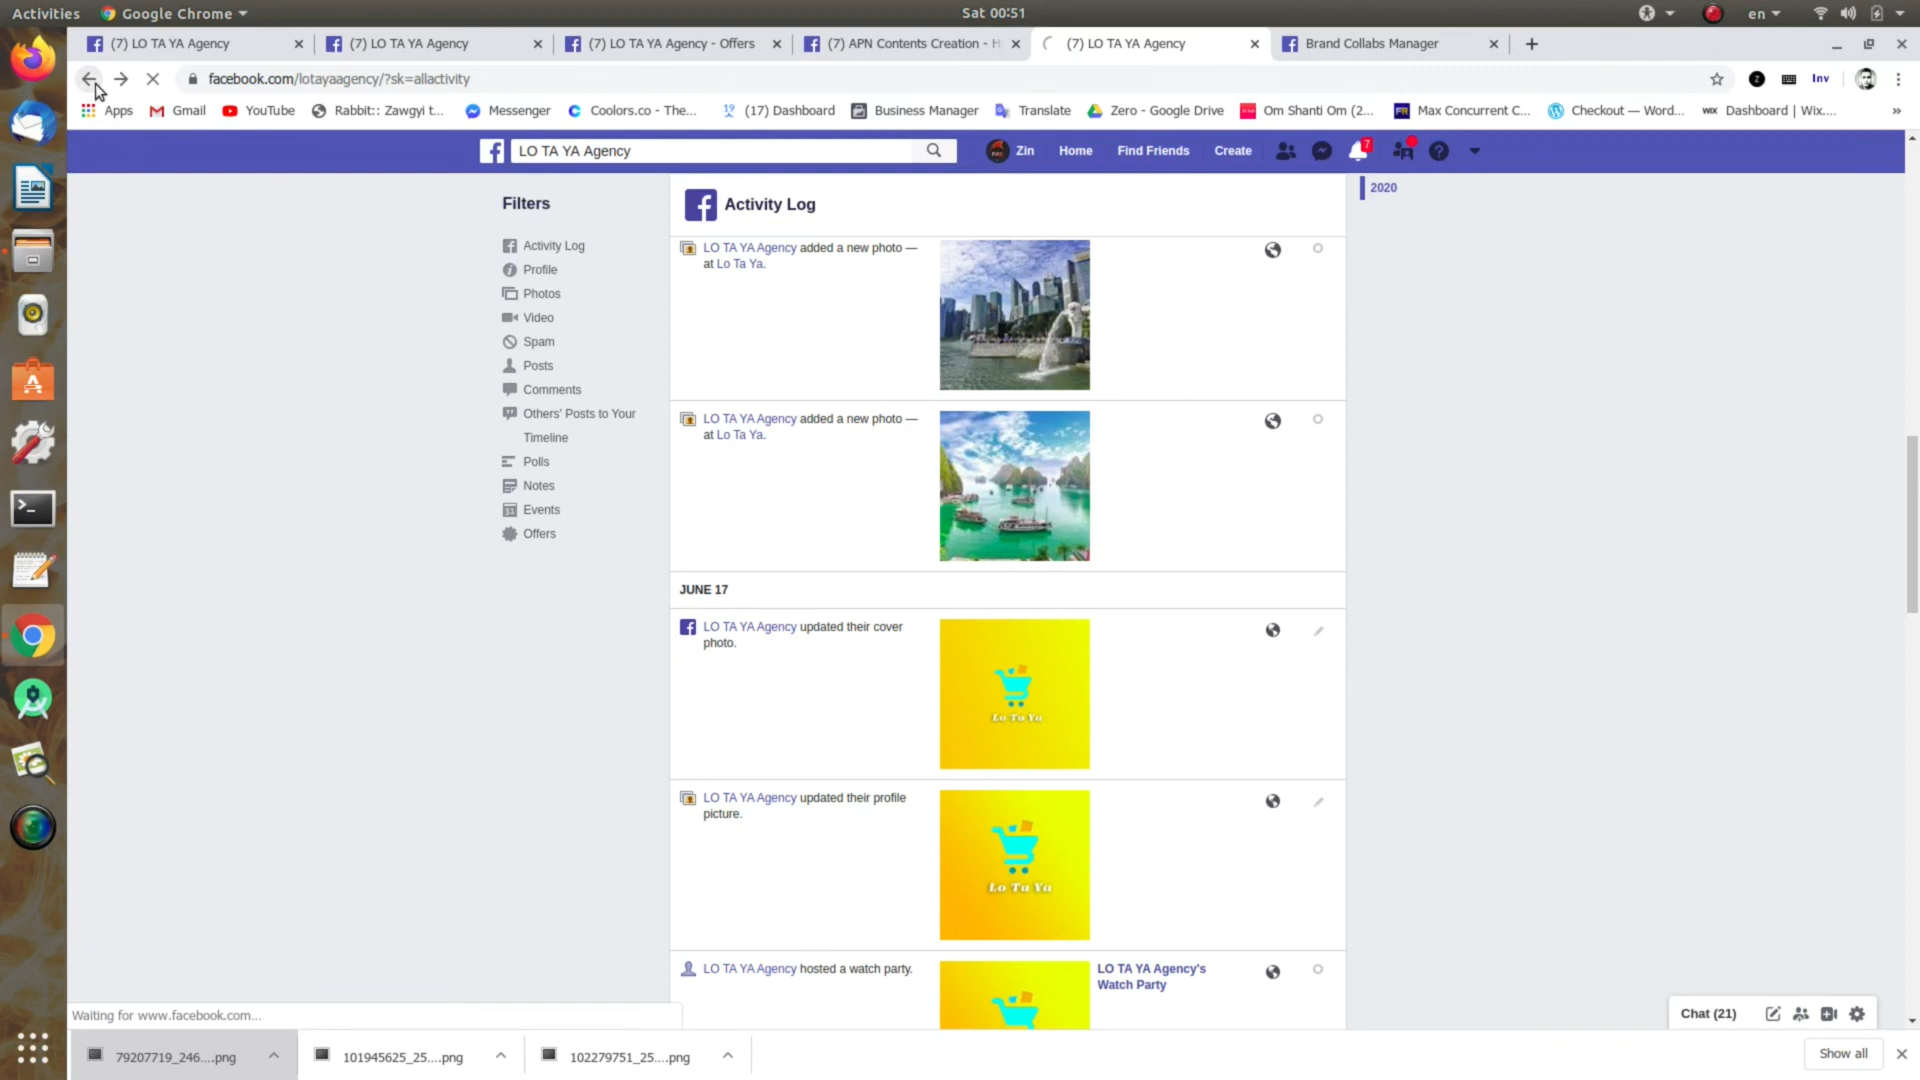 Activities
Google Chrome
Sat 00:51
en
(7) LO TA YA Agency
(7) LO TA YA Agency
(7) LO TA YA Agency - Offers
(7) APN Contents Creation - H
(7) LO TA YA Agency
Brand Collabs Manager
facebook.com/lotayaagency/?sk=allactivity
Inv
Apps
Gmail
YouTube
Rabbit:: Zawgyi t...
Messenger
Coolors.co - The...
(17) Dashboard
Business Manager
Translate
Zero - Google Drive
Om Shanti Om (2...
Max Concurrent C...
Checkout — Word...
WIX Dashboard | Wix....
LO TA YA Agency
Zin
Home
Find Friends
Create
7
Filters
Activity Log
Profile
Photos
Video
Spam
Posts
Comments
Others' Posts to Your
Timeline
Polls
Notes
Events
Offers
Activity Log
2020
LO TA YA Agency added a new photo —
at Lo Ta Ya.
LO TA YA Agency added a new photo —
at Lo Ta Ya.
JUNE 17
LO TA YA Agency updated their cover
photo.
Lo Ta Ya
LO TA YA Agency updated their profile
picture.
Lo Ta Ya
LO TA YA Agency hosted a watch party.
LO TA YA Agency's
Watch Party
Waiting for www.facebook.com...
Chat (21)
79207719_246....png
101945625_25....png
102279751_25....png
Show all